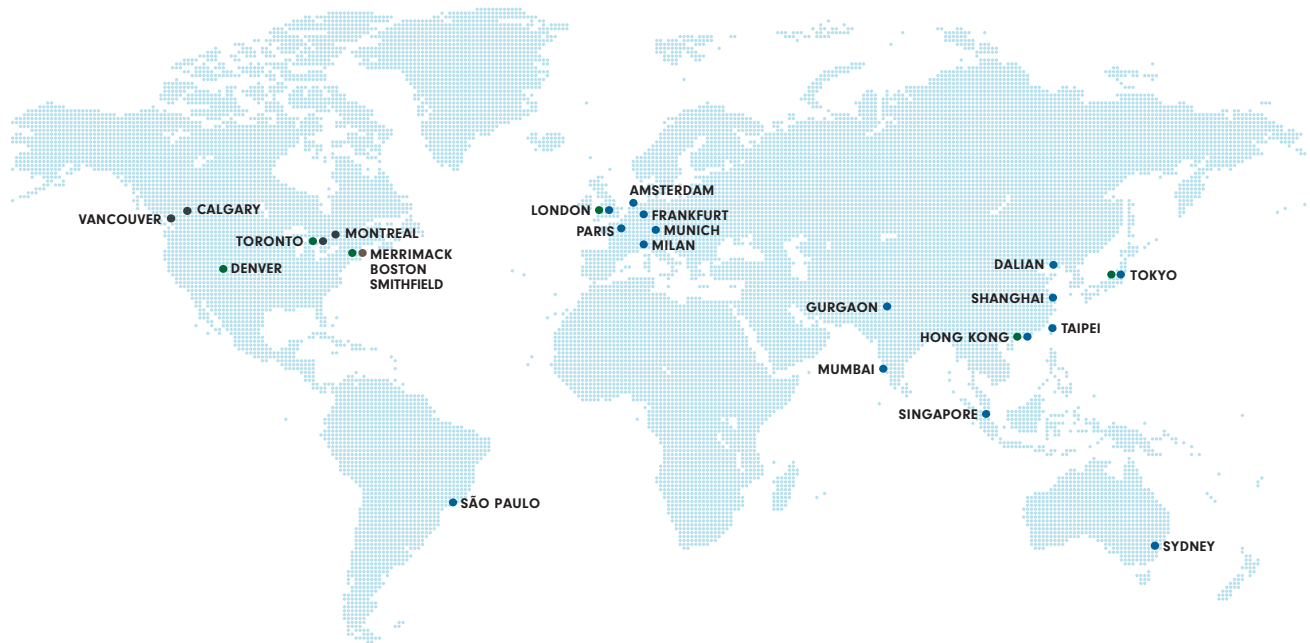 VANCOUVER
CALGARY
TORONTO
MONTREAL
DENVER
MERRIMACK
BOSTON
SMITHFIELD
SÃO PAULO
AMSTERDAM
LONDON
FRANKFURT
PARIS
MUNICH
MILAN
DALIAN
TOKYO
SHANGHAI
GURGAON
TAIPEI
HONG KONG
MUMBAI
SINGAPORE
SYDNEY